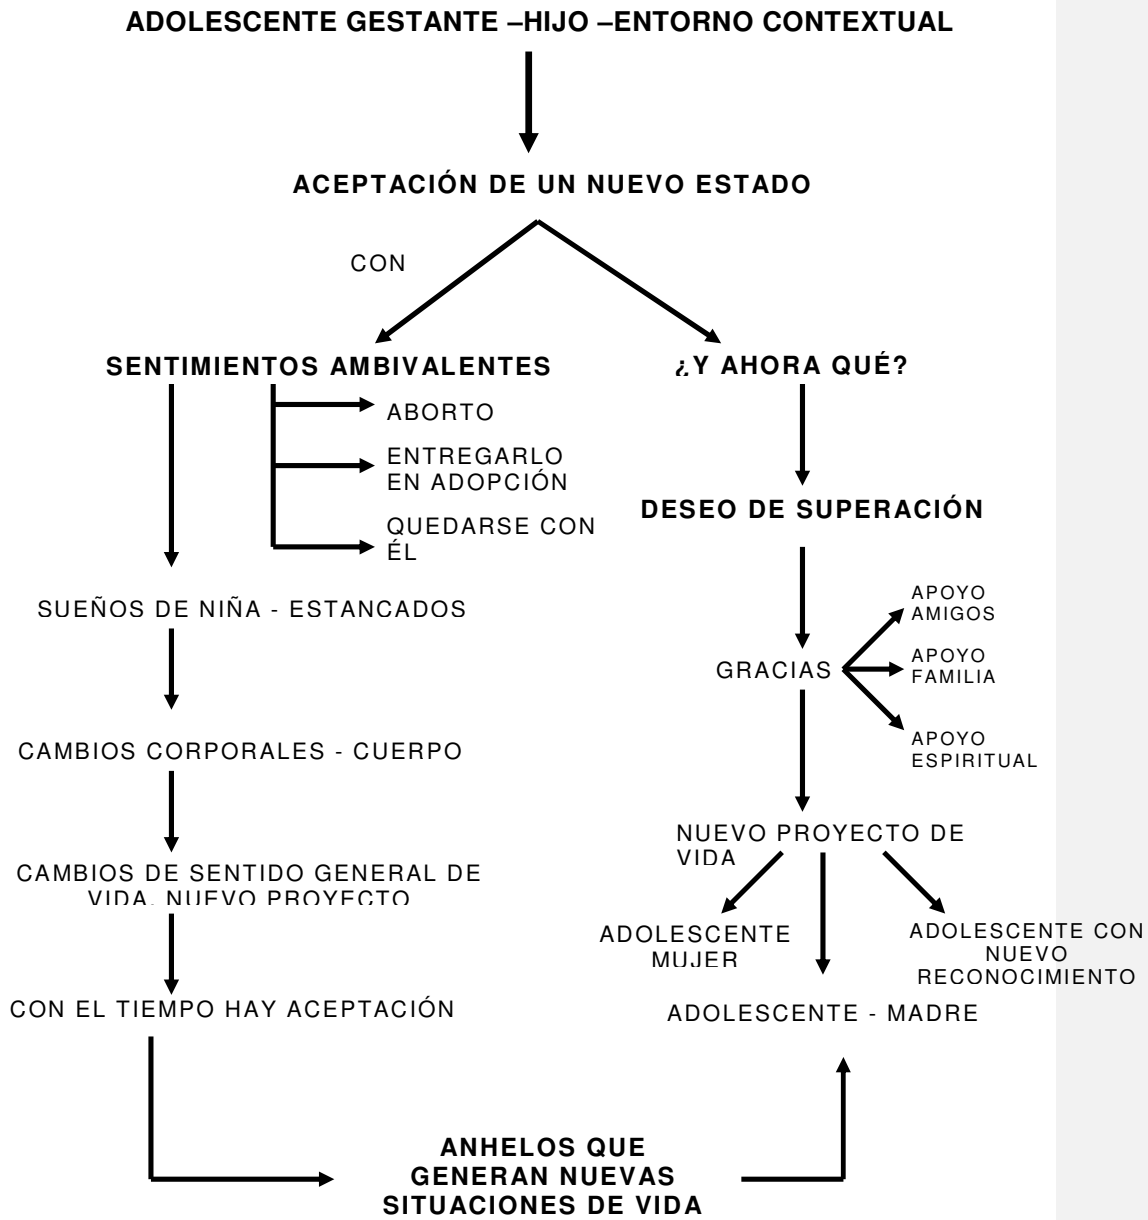 ADOLESCENTE GESTANTE –HIJO –ENTORNO CONTEXTUAL
ACEPTACIÓN DE UN NUEVO ESTADO
CON
SENTIMIENTOS AMBIVALENTES
¿Y AHORA QUÉ?
ABORTO
ENTREGARLO
EN ADOPCIÓN
QUEDARSE CON
ÉL
DESEO DE SUPERACIÓN
SUEÑOS DE NIÑA - ESTANCADOS
APOYO
AMIGOS
GRACIAS
APOYO
FAMILIA
APOYO
ESPIRITUAL
CAMBIOS CORPORALES - CUERPO
NUEVO PROYECTO DE
VIDA
CAMBIOS DE SENTIDO GENERAL DE
VIDA. NUEVO PROYECTO
ADOLESCENTE
MUJER
ADOLESCENTE CON
NUEVO
RECONOCIMIENTO
CON EL TIEMPO HAY ACEPTACIÓN
ADOLESCENTE - MADRE
ANHELOS QUE
GENERAN NUEVAS
SITUACIONES DE VIDA